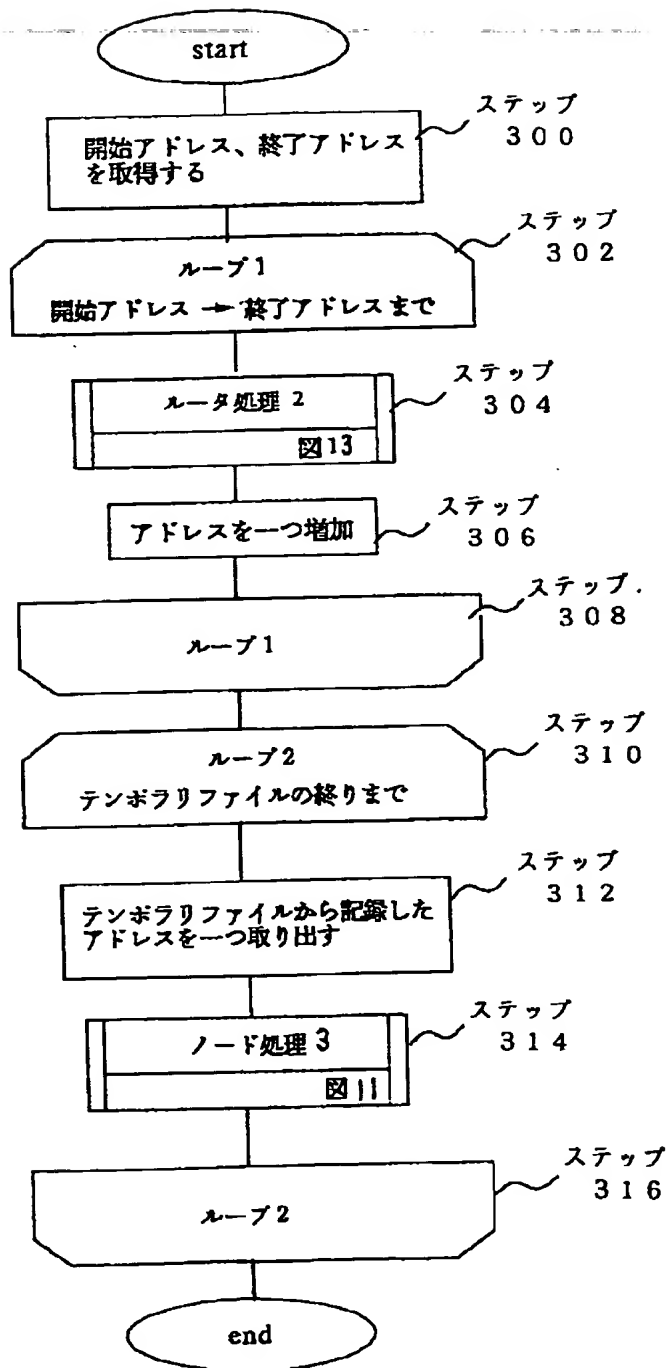 start
ステップ
300
開始アドレス、終了アドレス
を取得する
ステップ
302
ループ1
開始アドレス → 終了アドレスまで
ステップ
304
ルータ処理 2
図13
ステップ
306
アドレスを一つ増加
ステップ.
308
ループ1
ステップ
310
ループ2
テンポラリファイルの終りまで
ステップ
312
テンポラリファイルから記録した
アドレスを一つ取り出す
ステップ
314
ノード処理 3
図11
ステップ
316
ループ2
end